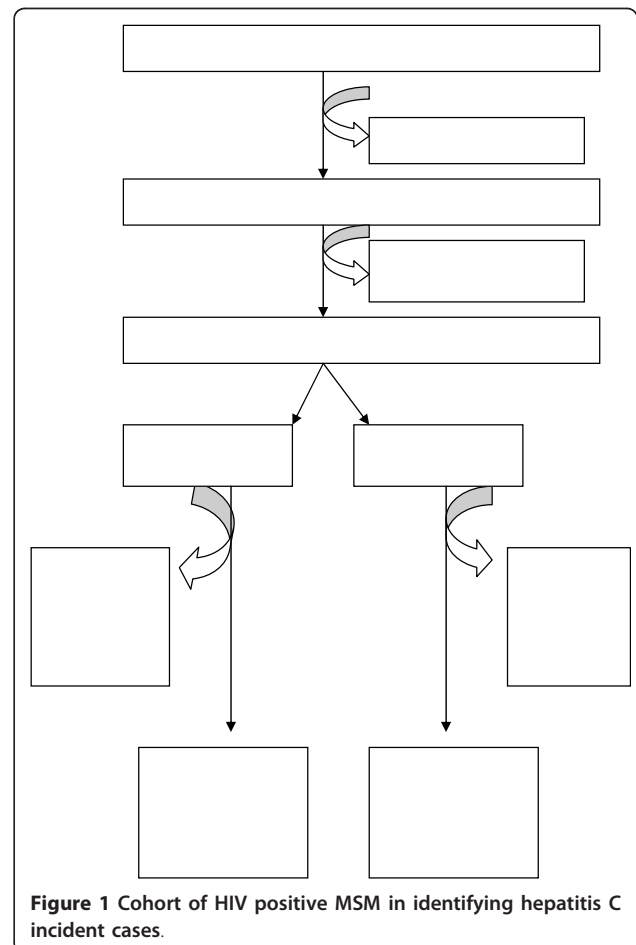 Figure 1 Cohort of HIV positive MSM in identifying hepatitis C
incident cases.